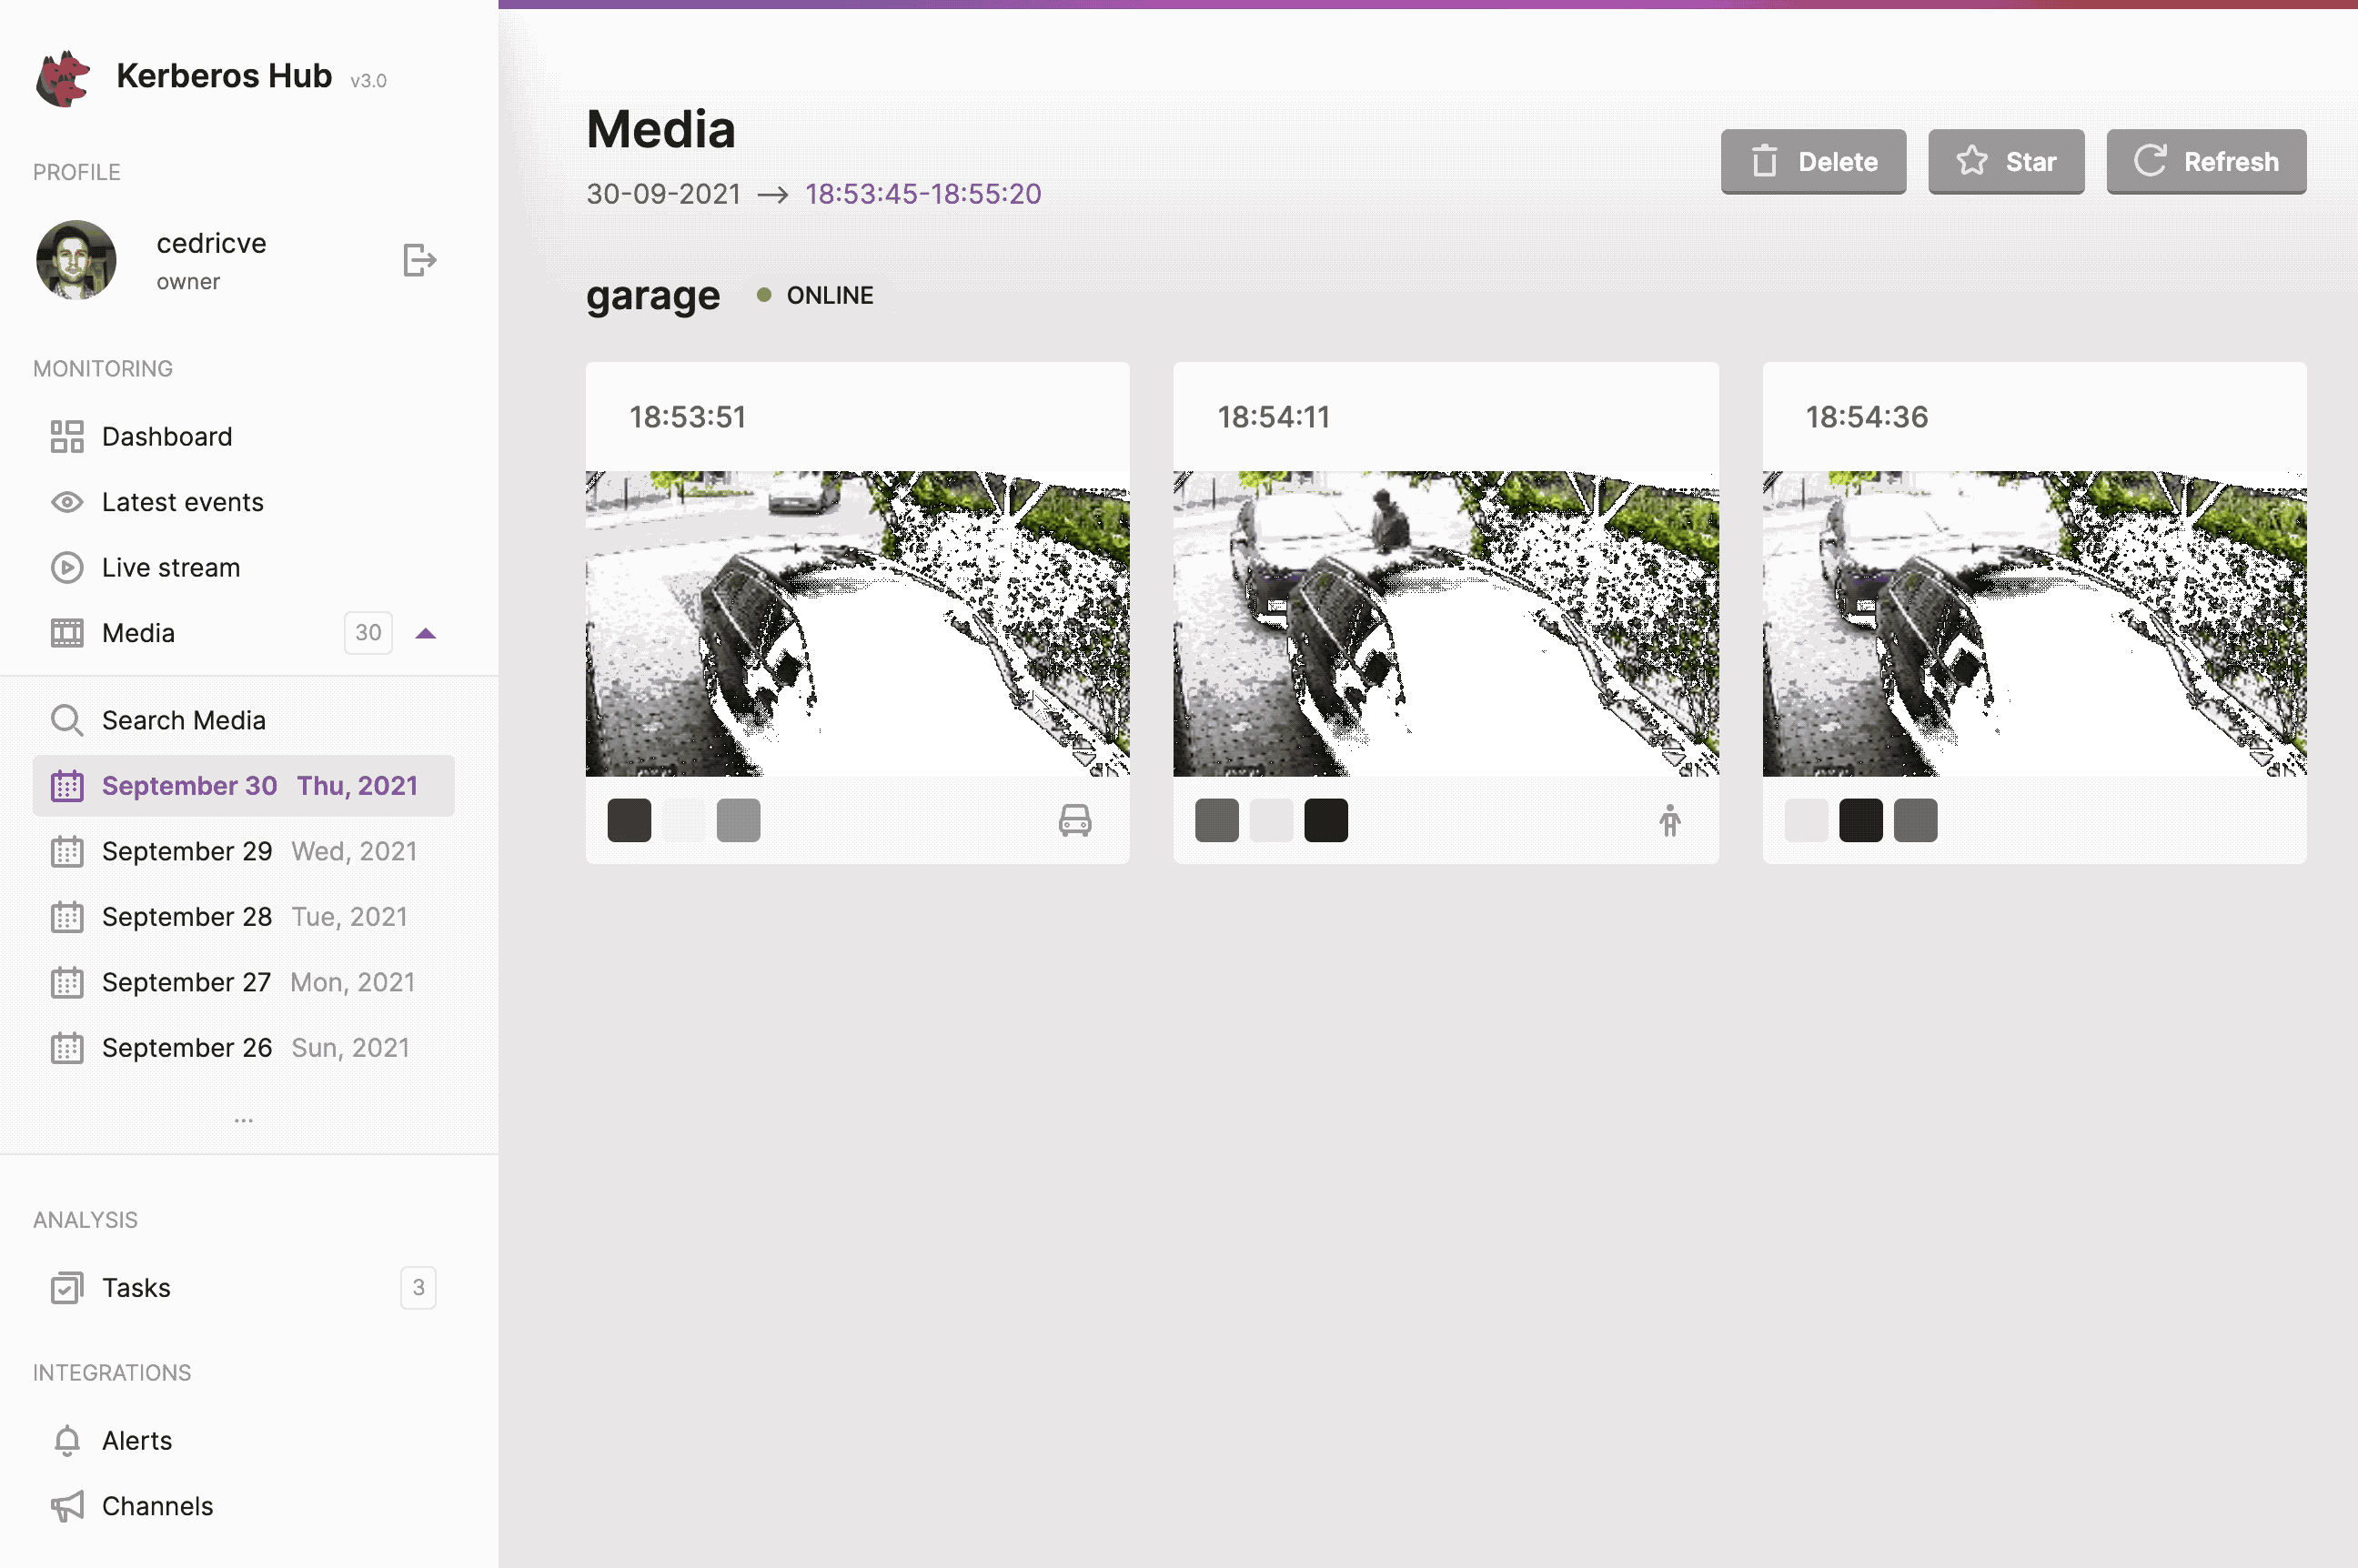 Kerberos Hub v3.0
PROFILE
cedricve
owner
MONITORING
Dashboard
Latest events
Live stream
Media 30
Search Media
September 30 Thu, 2021
September 29 Wed, 2021
September 28 Tue, 2021
September 27 Mon, 2021
September 26 Sun, 2021
...
ANALYSIS
Tasks 3
INTEGRATIONS
Alerts
Channels
Media
30-09-2021 → 18:53:45-18:55:20
Delete Star Refresh
garage ONLINE
18:53:51
18:54:11
18:54:36